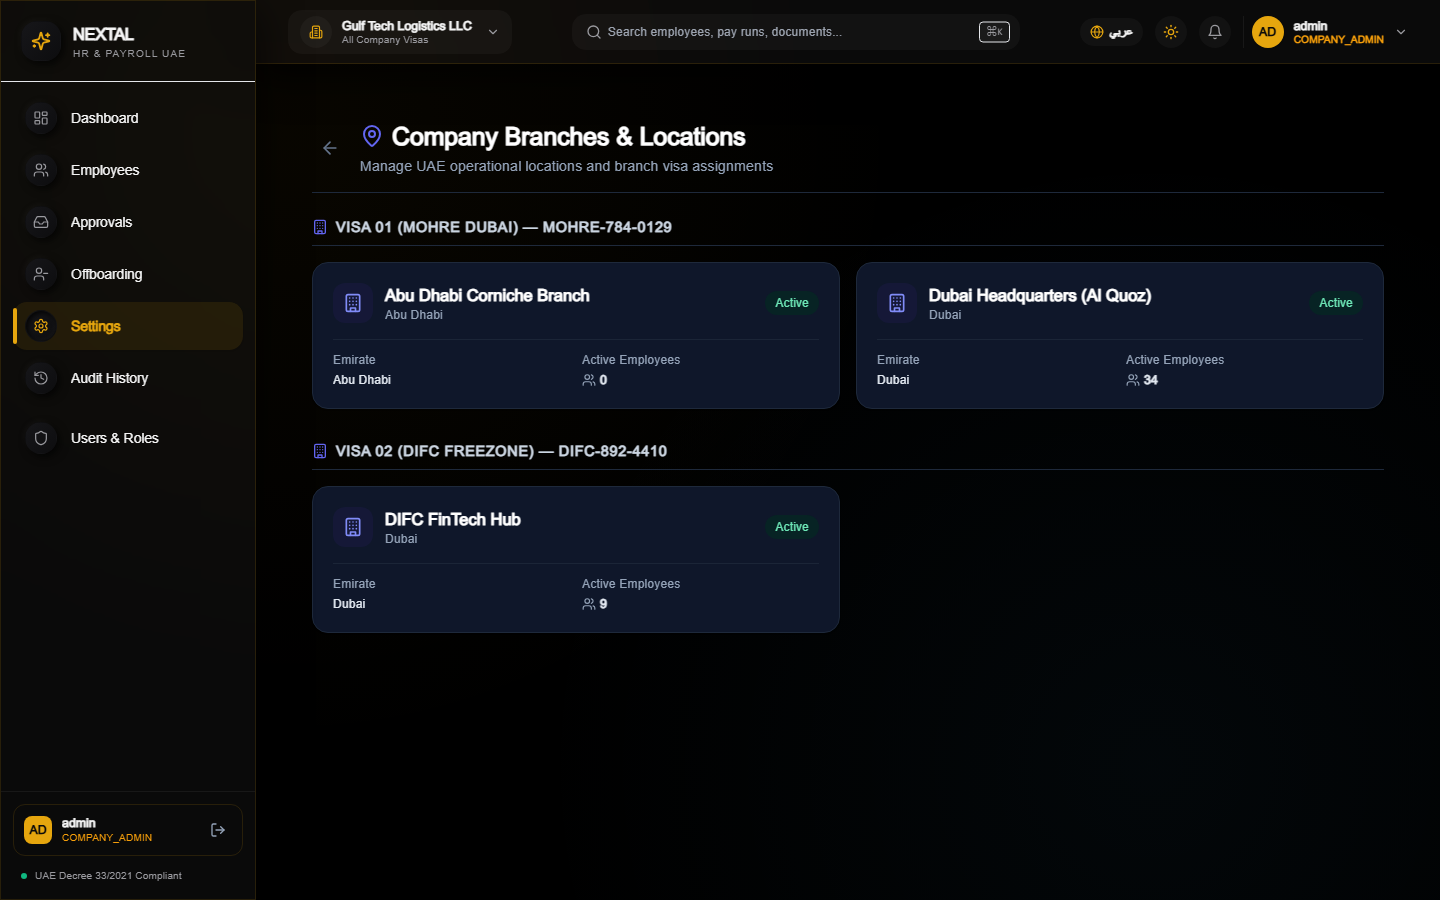 NEXTAL
HR & PAYROLL UAE
Dashboard
Employees
Approvals
Offboarding
Settings
Audit History
Users & Roles
AD
admin
COMPANY_ADMIN
UAE Decree 33/2021 Compliant
Gulf Tech Logistics LLC
All Company Visas
Search employees, pay runs, documents...
⌘K
عربي
AD
admin
COMPANY_ADMIN
Company Branches & Locations
Manage UAE operational locations and branch visa assignments
VISA 01 (MOHRE DUBAI) — MOHRE-784-0129
Abu Dhabi Corniche Branch
Abu Dhabi
Active
Emirate
Abu Dhabi
Active Employees
0
Dubai Headquarters (Al Quoz)
Dubai
Active
Emirate
Dubai
Active Employees
34
VISA 02 (DIFC FREEZONE) — DIFC-892-4410
DIFC FinTech Hub
Dubai
Active
Emirate
Dubai
Active Employees
9